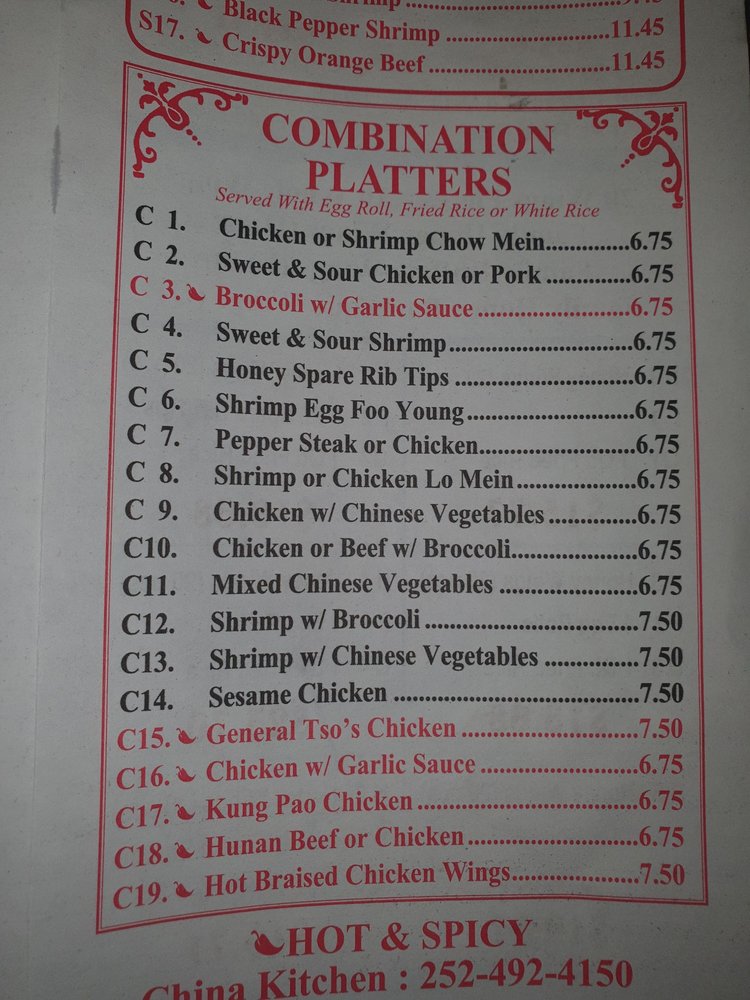 Shrimp
Black Pepper Shrimp ........................11.45
S17. Crispy Orange Beef ...........................11.45
COMBINATION
PLATTERS
Served With Egg Roll, Fried Rice or White Rice
C 1. Chicken or Shrimp Chow Mein.............6.75
C 2. Sweet & Sour Chicken or Pork .............6.75
C 3. Broccoli w/ Garlic Sauce .......................6.75
C 4. Sweet & Sour Shrimp............................6.75
C 5. Honey Spare Rib Tips ...........................6.75
C 6. Shrimp Egg Foo Young.........................6.75
C 7. Pepper Steak or Chicken.......................6.75
C 8. Shrimp or Chicken Lo Mein..................6.75
C 9. Chicken w/ Chinese Vegetables .............6.75
C10. Chicken or Beef w/ Broccoli...................6.75
C11. Mixed Chinese Vegetables .....................6.75
C12. Shrimp w/ Broccoli ................................7.50
C13. Shrimp w/ Chinese Vegetables ..............7.50
C14. Sesame Chicken .....................................7.50
C15. General Tso's Chicken ...........................7.50
C16. Chicken w/ Garlic Sauce ........................6.75
C17. Kung Pao Chicken .................................6.75
C18. Hunan Beef or Chicken..........................6.75
C19. Hot Braised Chicken Wings...................7.50
HOT & SPICY
China Kitchen : 252-492-4150